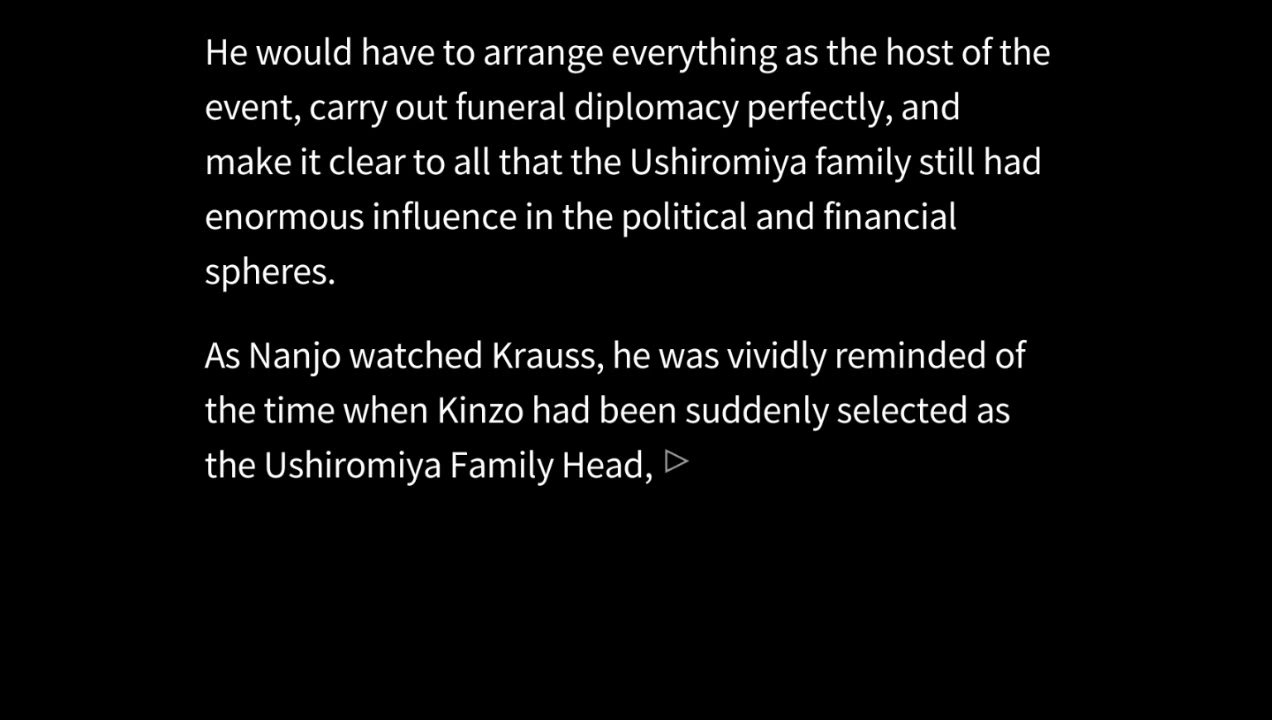 He would have to arrange everything as the host of the
event, carry out funeral diplomacy perfectly, and
make it clear to all that the Ushiromiya family still had
enormous influence in the political and financial
spheres.
As Nanjo watched Krauss, he was vividly reminded of
the time when Kinzo had been suddenly selected as
the Ushiromiya Family Head,